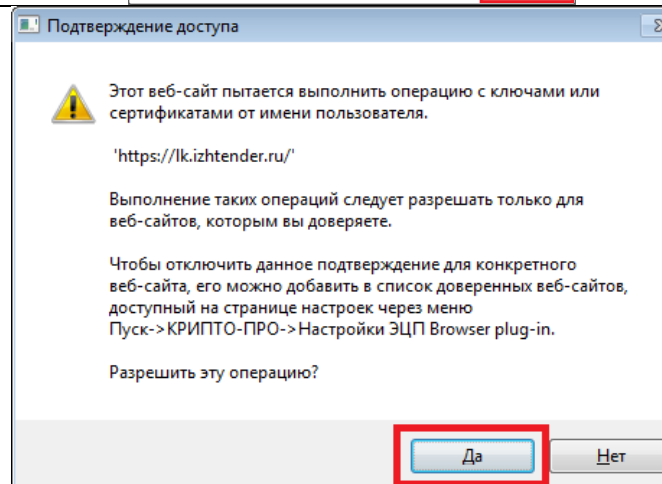 Подтверждение доступа
Этот веб-сайт пытается выполнить операцию с ключами или
сертификатами от имени пользователя.
'https://lk.izhtender.ru/'
Выполнение таких операций следует разрешать только для
веб-сайтов, которым вы доверяете.
Чтобы отключить данное подтверждение для конкретного
веб-сайта, его можно добавить в список доверенных веб-сайтов,
доступный на странице настроек через меню
Пуск->КРИПТО-ПРО->Настройки ЭЦП Browser plug-in.
Разрешить эту операцию?
Да
Нет